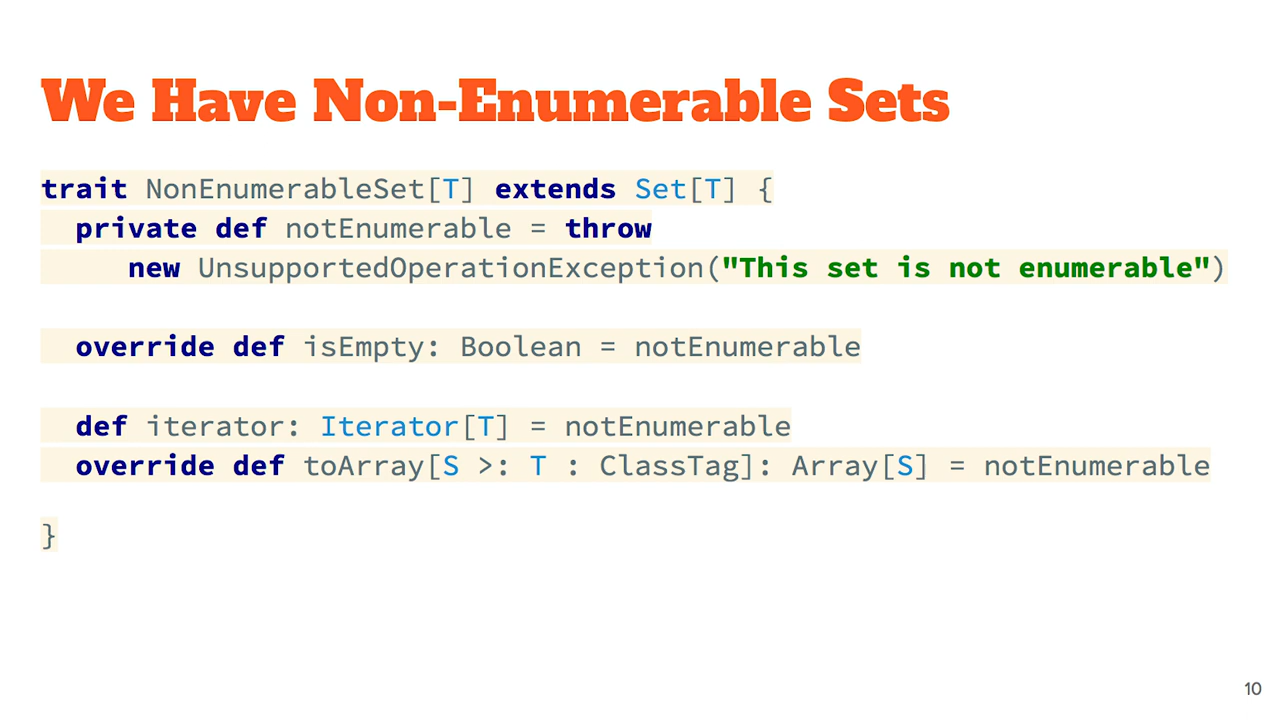 We Have Non-Enumerable Sets
trait NonEnumerableSet[T] extends Set[T] {
  private def notEnumerable = throw
     new UnsupportedOperationException("This set is not enumerable")
  override def isEmpty: Boolean = notEnumerable
  def iterator: Iterator[T] = notEnumerable
  override def toArray[S >: T : ClassTag]: Array[S] = notEnumerable
}
10